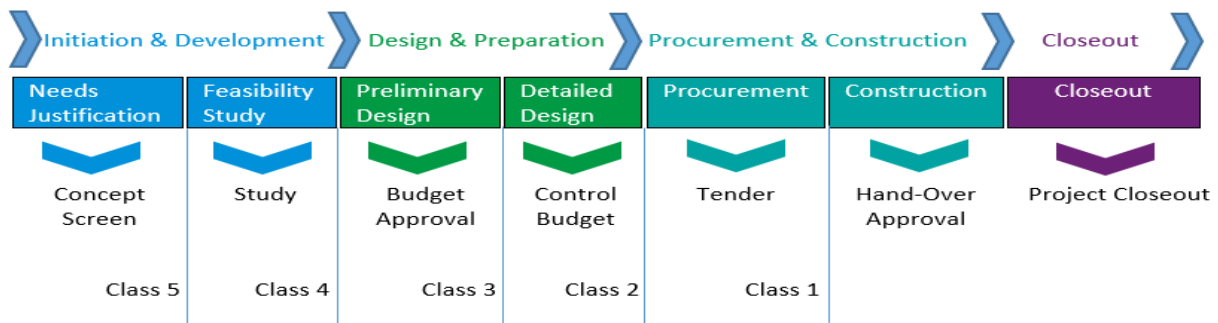 Initiation & Development Design & Preparation Procurement & Construction Closeout
Needs Justification Feasibility Study Preliminary Design Detailed Design Procurement Construction Closeout
Concept Screen Study Budget Approval Control Budget Tender Hand-Over Approval Project Closeout
Class 5 Class 4 Class 3 Class 2 Class 1